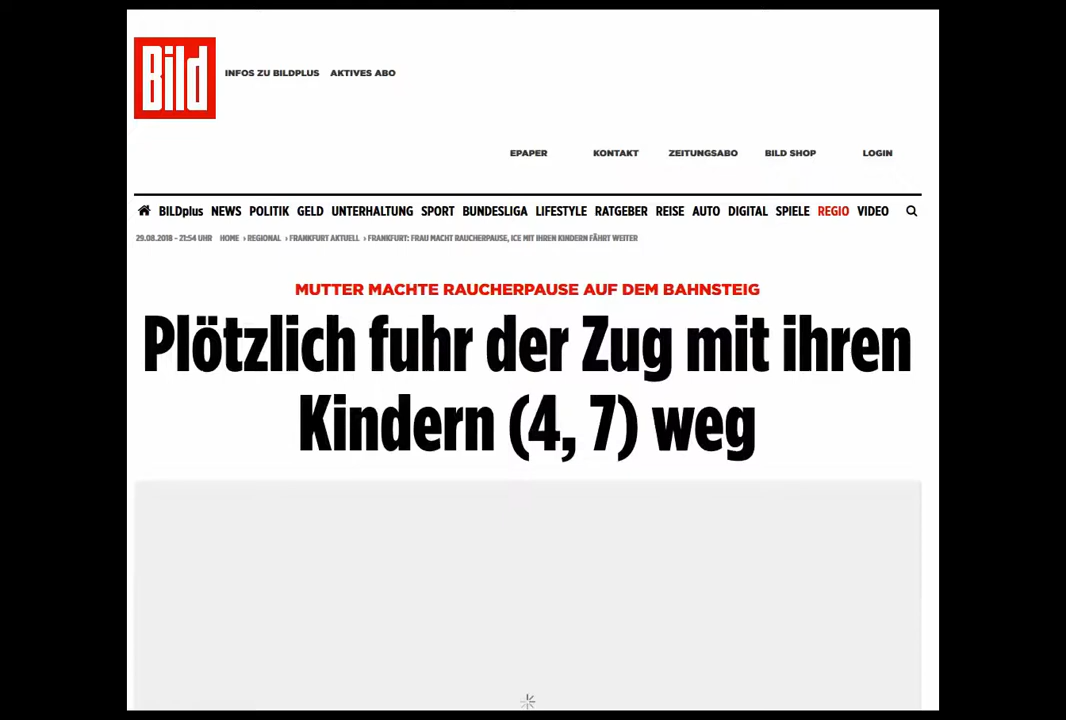 Bild
INFOS ZU BILDPLUS AKTIVES ABO
EPAPER KONTAKT ZEITUNGSABO BILD SHOP LOGIN
BILDplus NEWS POLITIK GELD UNTERHALTUNG SPORT BUNDESLIGA LIFESTYLE RATGEBER REISE AUTO DIGITAL SPIELE REGIO VIDEO
29.08.2018 - 21:54 UHR HOME › REGIONAL › FRANKFURT AKTUELL › FRANKFURT: FRAU MACHT RAUCHERPAUSE, ICE MIT IHREN KINDERN FÄHRT WEITER
MUTTER MACHTE RAUCHERPAUSE AUF DEM BAHNSTEIG
Plötzlich fuhr der Zug mit ihren
Kindern (4, 7) weg